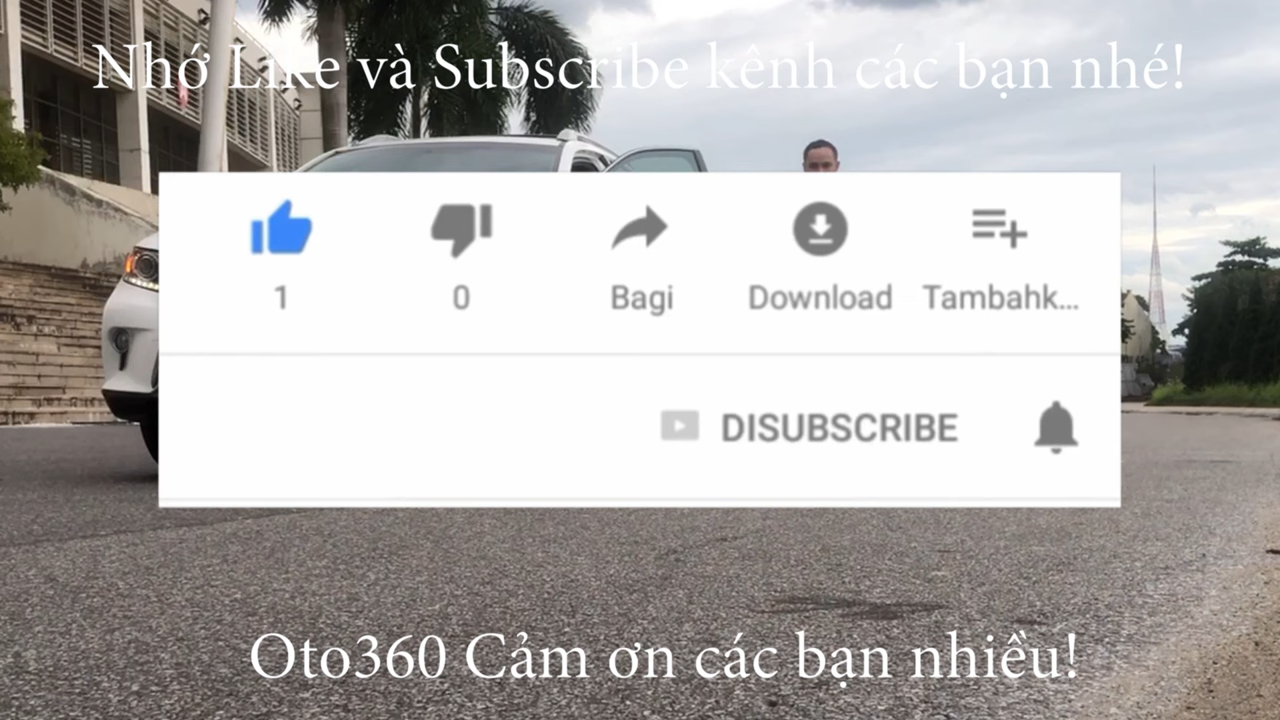 Nhớ Like và Subscribe kênh các bạn nhé!
1 0 Bagi Download Tambahk...
DISUBSCRIBE
Oto360 Cảm ơn các bạn nhiều!